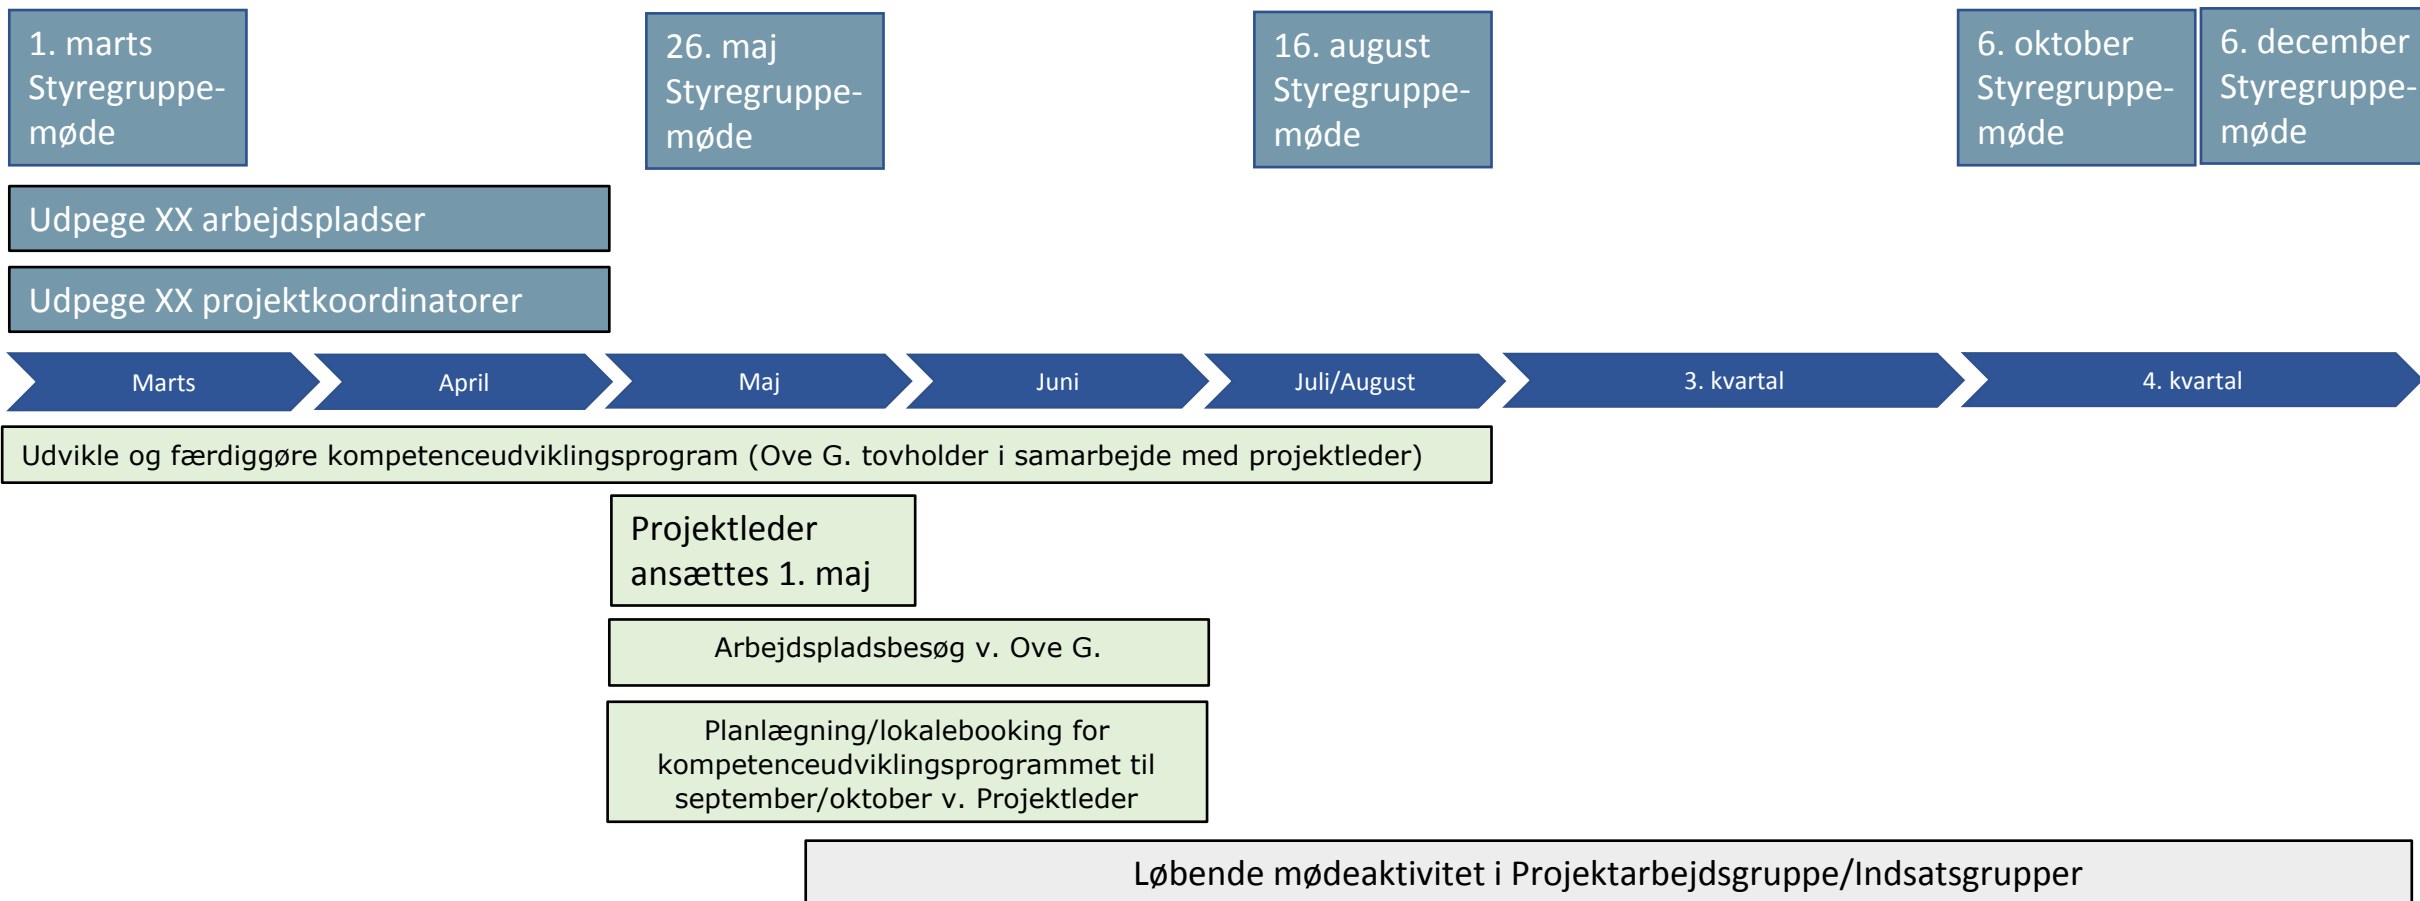 1. marts
Styregruppe-
møde
26. maj
Styregruppe-
møde
16. august
Styregruppe-
møde
6. oktober
Styregruppe-
møde
6. december
Styregruppe-
møde
Udpege XX arbejdspladser
Udpege XX projektkoordinatorer
Marts
April
Maj
Juni
Juli/August
3. kvartal
4. kvartal
Udvikle og færdiggøre kompetenceudviklingsprogram (Ove G. tovholder i samarbejde med projektleder)
Projektleder
ansættes 1. maj
Arbejdspladsbesøg v. Ove G.
Planlægning/lokalebooking for
kompetenceudviklingsprogrammet til
september/oktober v. Projektleder
Løbende mødeaktivitet i Projektarbejdsgruppe/Indsatsgrupper